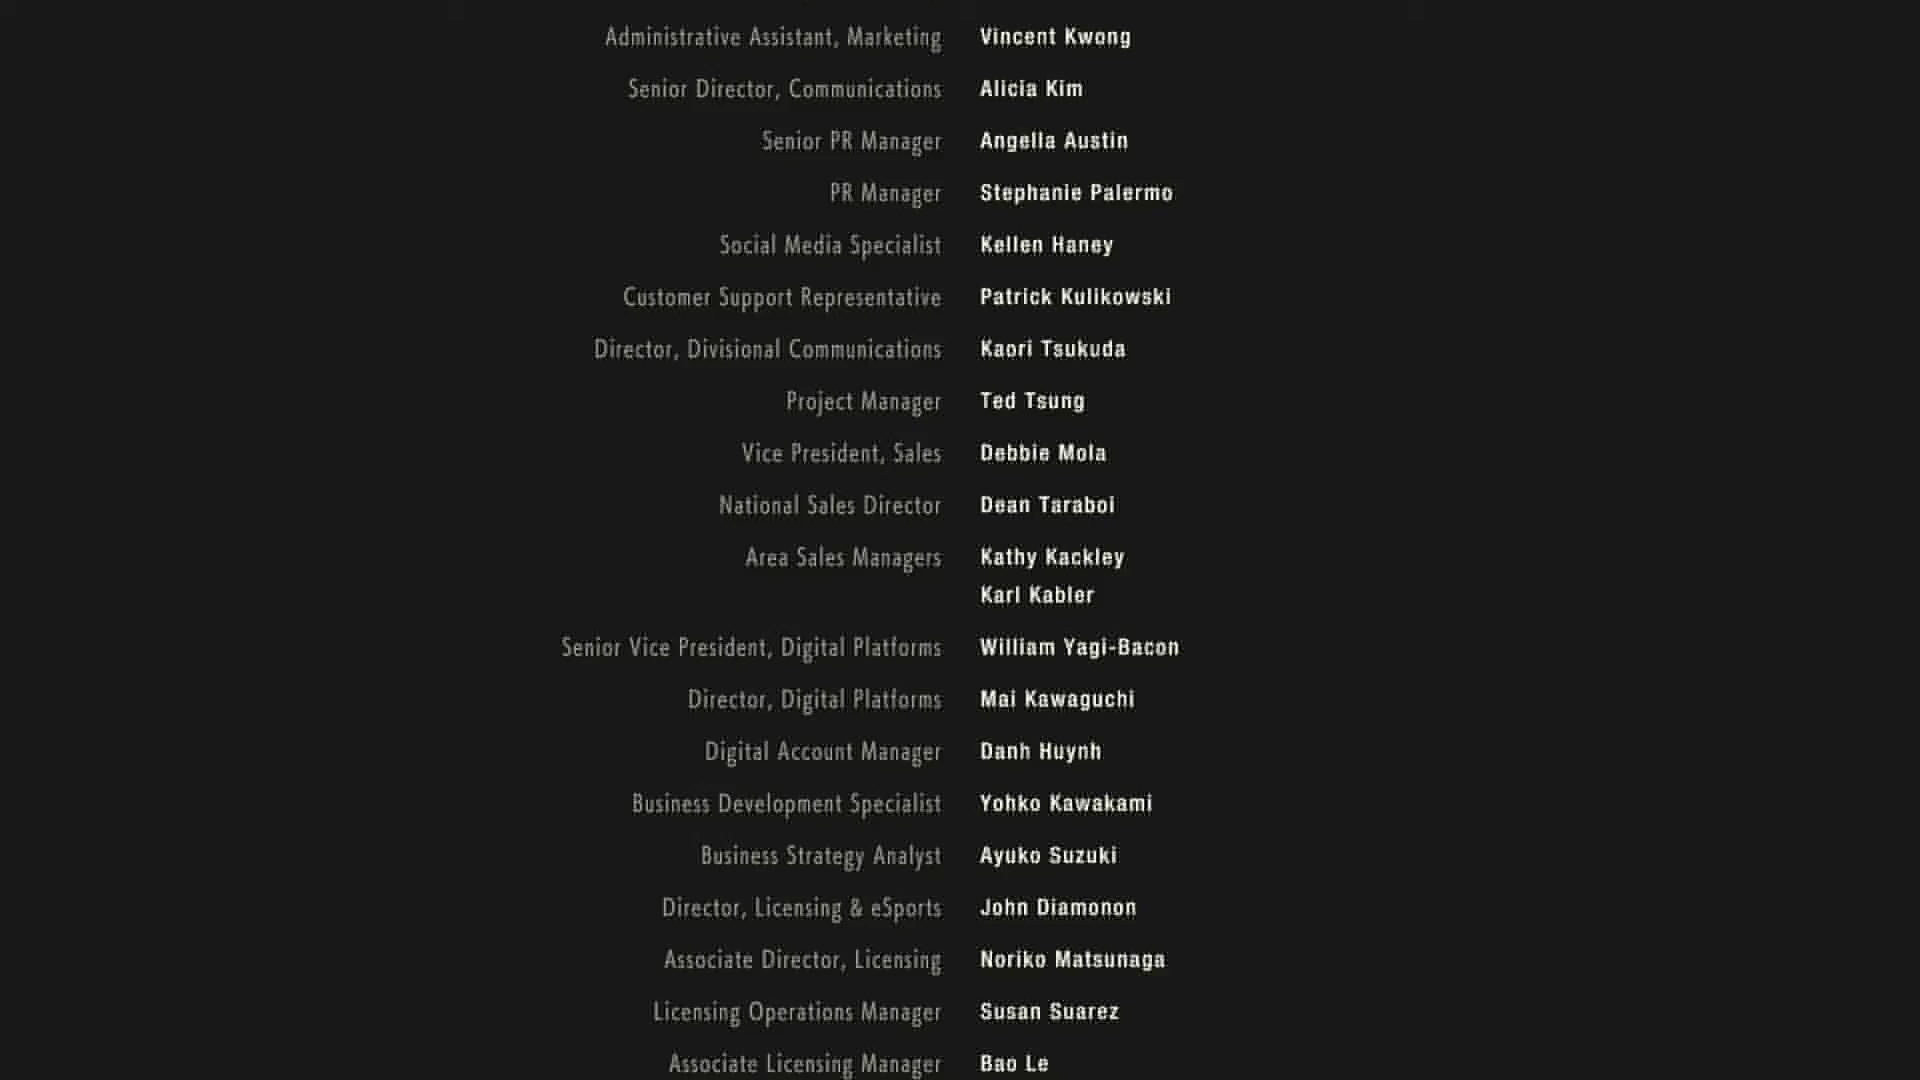 Administrative Assistant, Marketing Vincent Kwong
Senior Director, Communications Alicia Kim
Senior PR Manager Angella Austin
PR Manager Stephanie Palermo
Social Media Specialist Kellen Haney
Customer Support Representative Patrick Kulikowski
Director, Divisional Communications Kaori Tsukuda
Project Manager Ted Tsung
Vice President, Sales Debbie Mola
National Sales Director Dean Taraboi
Area Sales Managers Kathy Kackley
Karl Kabler
Senior Vice President, Digital Platforms William Yagi-Bacon
Director, Digital Platforms Mai Kawaguchi
Digital Account Manager Danh Huynh
Business Development Specialist Yohko Kawakami
Business Strategy Analyst Ayuko Suzuki
Director, Licensing & eSports John Diamonon
Associate Director, Licensing Noriko Matsunaga
Licensing Operations Manager Susan Suarez
Associate Licensing Manager Bao Le